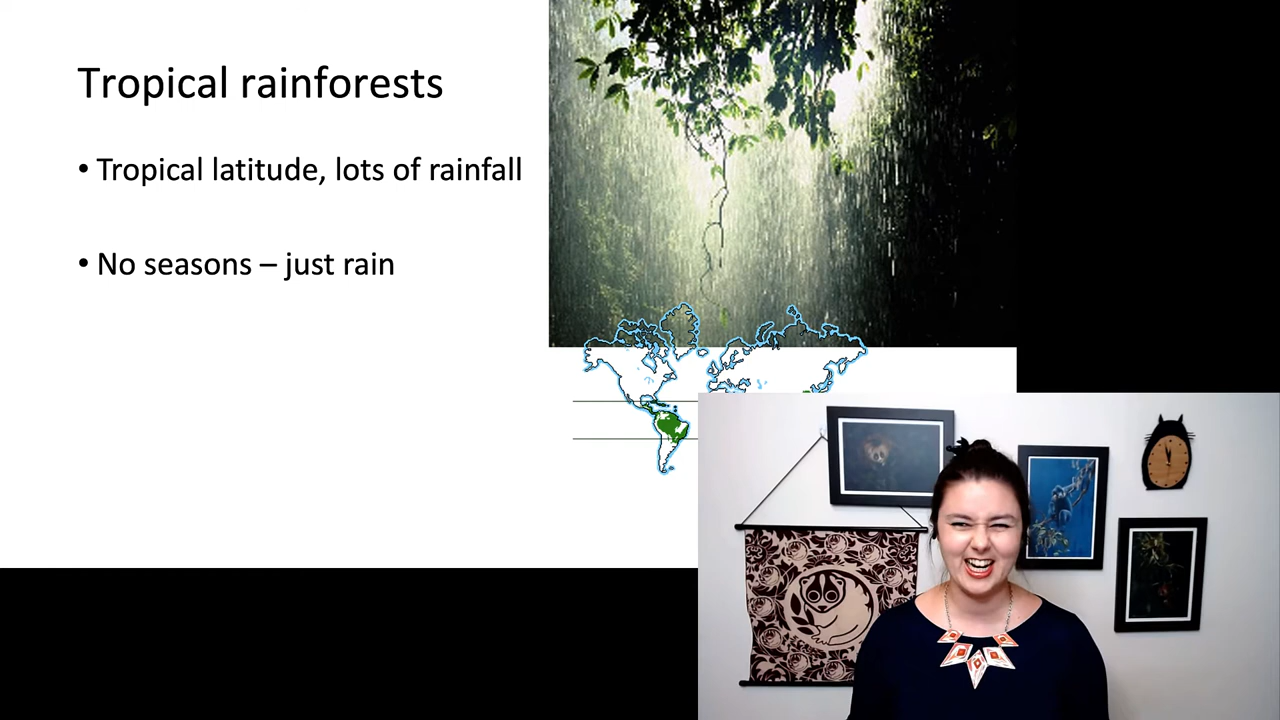 Tropical rainforests
• Tropical latitude, lots of rainfall
• No seasons – just rain